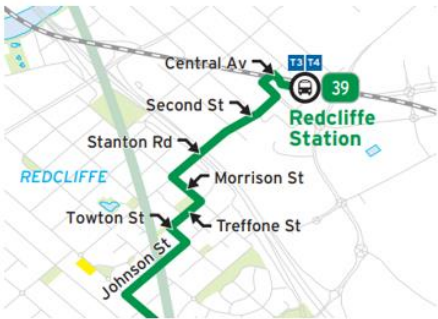 Central Av
T3 T4
39
Second St
Redcliffe
Station
Stanton Rd
REDCLIFFE
Morrison St
Towton St
Treffone St
Johnson St